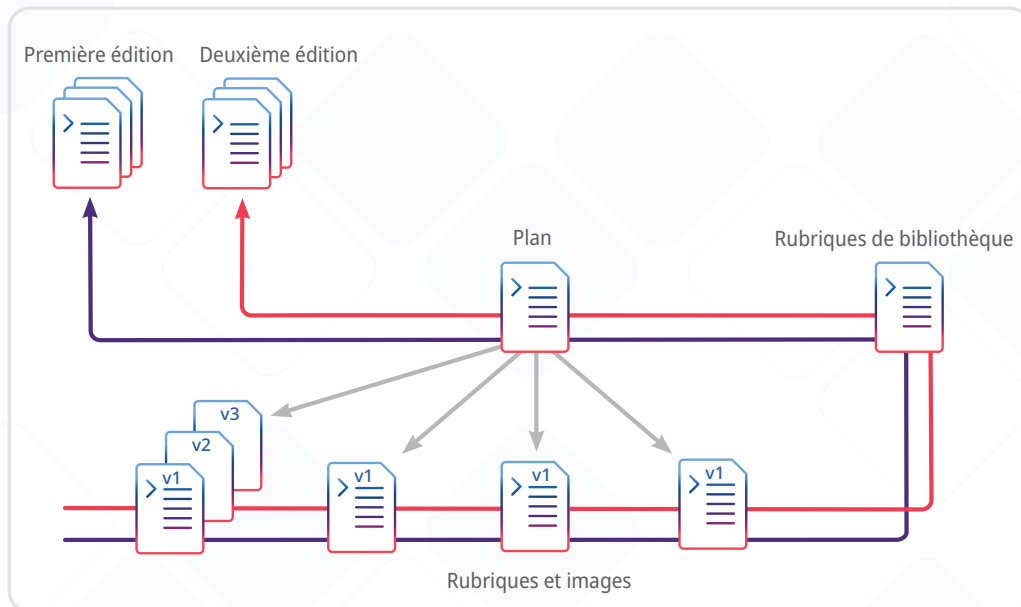 Première édition
Deuxième édition
Plan
Rubriques de bibliothèque
v3
v2
v1
v1
v1
v1
Rubriques et images